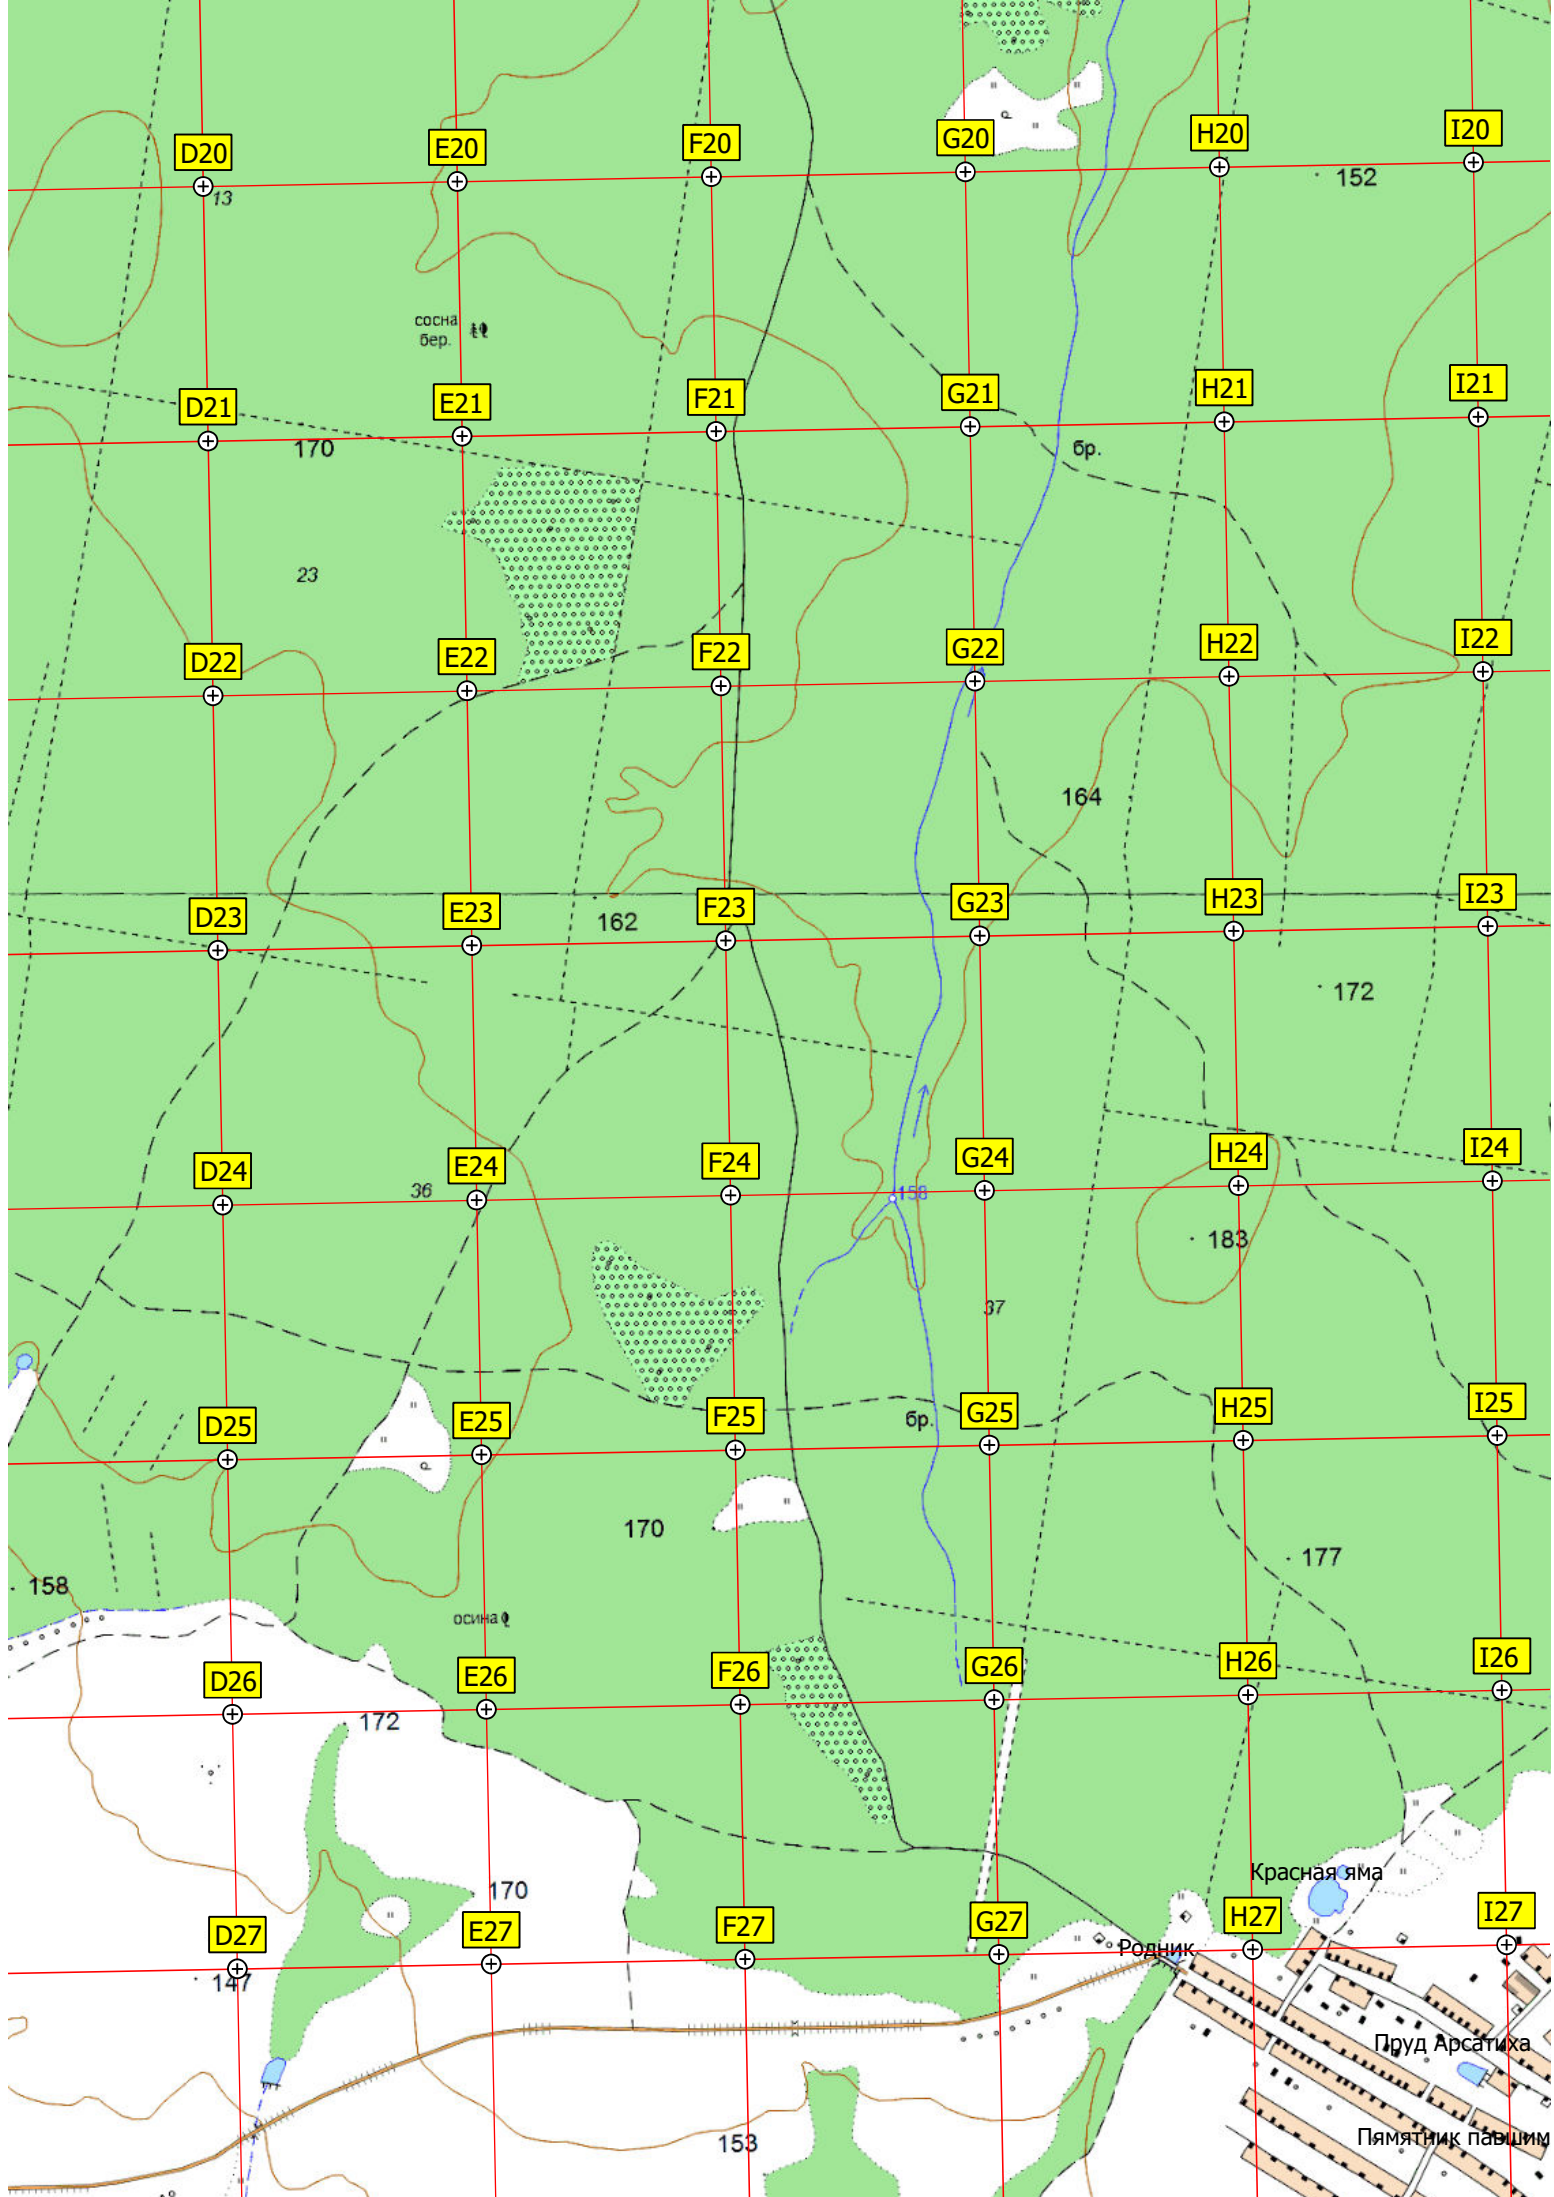 D20
E20
F20
G20
H20
I20
13
152
сосна
бер.
D21
E21
F21
G21
H21
I21
170
бр.
23
D22
E22
F22
G22
H22
I22
164
D23
E23
F23
G23
H23
I23
162
172
D24
E24
F24
G24
H24
I24
36
158
183
37
D25
E25
F25
G25
H25
I25
бр.
170
177
158
осина
D26
E26
F26
G26
H26
I26
172
Красная яма
170
D27
E27
F27
G27
H27
I27
Родник
147
Пруд Арсатиха
153
Пямятник павшим